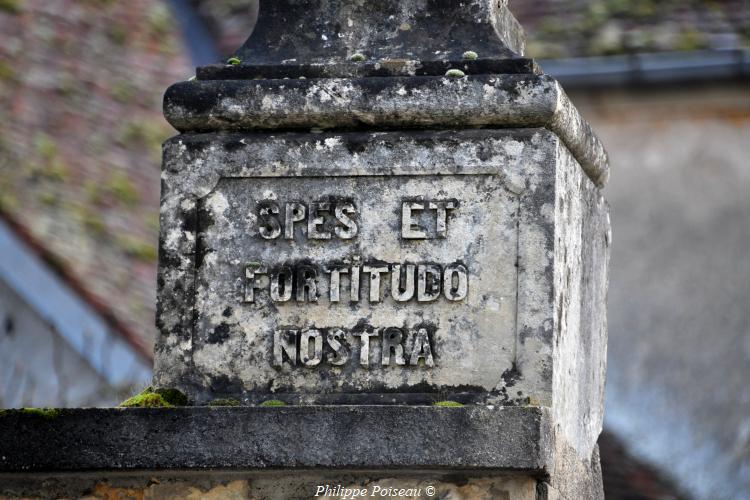 SPES ET
FORTITUDO
NOSTRA
Philippe Poiseau ©